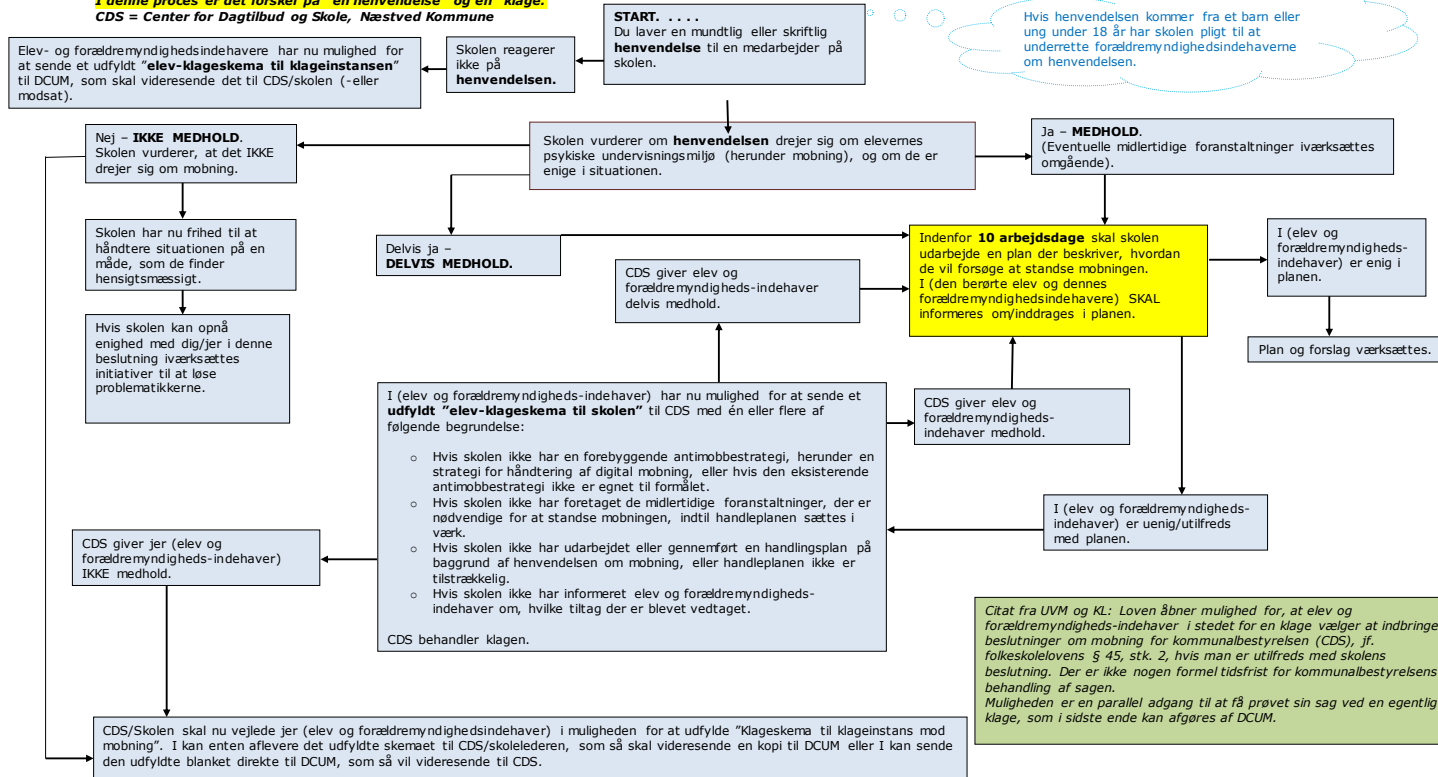 I denne proces er det forskel på "en henvendelse" og en "klage."
CDS = Center for Dagtilbud og Skole, Næstved Kommune
START. . . . .
Du laver en mundtlig eller skriftlig
henvendelse til en medarbejder på
skolen.
Hvis henvendelsen kommer fra et barn eller
ung under 18 år har skolen pligt til at
underrette forældremyndighedsindehaverne
om henvendelsen.
Skolen reagerer
ikke på
henvendelsen.
Elev- og forældremyndighedsindehavere har nu mulighed for
at sende et udfyldt "elev-klageskema til klageinstansen"
til DCUM, som skal videresende det til CDS/skolen (-eller
modsat).
Nej – IKKE MEDHOLD.
Skolen vurderer, at det IKKE
drejer sig om mobning.
Skolen vurderer om henvendelsen drejer sig om elevernes
psykiske undervisningsmiljø (herunder mobning), og om de er
enige i situationen.
Ja – MEDHOLD.
(Eventuelle midlertidige foranstaltninger iværksættes
omgående).
Skolen har nu frihed til at
håndtere situationen på en
måde, som de finder
hensigtsmæssigt.
Delvis ja –
DELVIS MEDHOLD.
CDS giver elev og
forældremyndigheds-indehaver
delvis medhold.
Indenfor 10 arbejdsdage skal skolen
udarbejde en plan der beskriver, hvordan
de vil forsøge at standse mobningen.
I (den berørte elev og dennes
forældremyndighedsindehavere) SKAL
informeres om/inddrages i planen.
I (elev og
forældremyndigheds-
indehaver) er enig i
planen.
Hvis skolen kan opnå
enighed med dig/jer i denne
beslutning iværksættes
initiativer til at løse
problematikkerne.
Plan og forslag værksættes.
I (elev og forældremyndigheds-indehaver) har nu mulighed for at sende et
udfyldt "elev-klageskema til skolen" til CDS med én eller flere af
følgende begrundelse:
o Hvis skolen ikke har en forebyggende antimobbestrategi, herunder en
strategi for håndtering af digital mobning, eller hvis den eksisterende
antimobbestrategi ikke er egnet til formålet.
o Hvis skolen ikke har foretaget de midlertidige foranstaltninger, der er
nødvendige for at standse mobningen, indtil handleplanen sættes i
værk.
o Hvis skolen ikke har udarbejdet eller gennemført en handlingsplan på
baggrund af henvendelsen om mobning, eller handleplanen ikke er
tilstrækkelig.
o Hvis skolen ikke har informeret elev og forældremyndigheds-
indehaver om, hvilke tiltag der er blevet vedtaget.
CDS behandler klagen.
CDS giver elev og
forældremyndigheds-
indehaver medhold.
I (elev og forældremyndigheds-
indehaver) er uenig/utilfreds
med planen.
CDS giver jer (elev og
forældremyndigheds-indehaver)
IKKE medhold.
Citat fra UVM og KL: Loven åbner mulighed for, at elev og
forældremyndigheds-indehaver i stedet for en klage vælger at indbringe
beslutninger om mobning for kommunalbestyrelsen (CDS), jf.
folkeskolelovens § 45, stk. 2, hvis man er utilfreds med skolens
beslutning. Der er ikke nogen formel tidsfrist for kommunalbestyrelsens
behandling af sagen.
Muligheden er en parallel adgang til at få prøvet sin sag ved en egentlig
klage, som i sidste ende kan afgøres af DCUM.
CDS/Skolen skal nu vejlede jer (elev og forældremyndighedsindehaver) i muligheden for at udfylde "Klageskema til klageinstans mod
mobning". I kan enten aflevere det udfyldte skemaet til CDS/skolelederen, som så skal videresende en kopi til DCUM eller I kan sende
den udfyldte blanket direkte til DCUM, som så vil videresende til CDS.